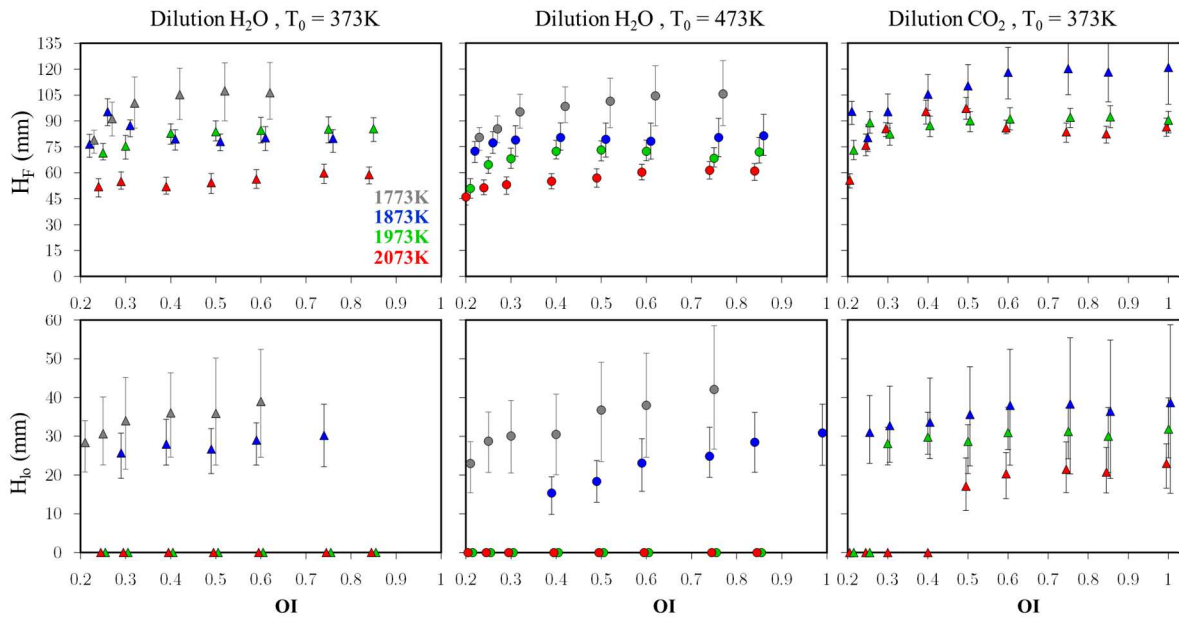 Dilution H₂O , T₀ = 373K
Dilution H₂O , T₀ = 473K
Dilution CO₂ , T₀ = 373K
H_F (mm)
135
120
105
90
75
60
45
30
15
0
1773K
1873K
1973K
2073K
0.2 0.3 0.4 0.5 0.6 0.7 0.8 0.9 1
0.2 0.3 0.4 0.5 0.6 0.7 0.8 0.9 1
0.2 0.3 0.4 0.5 0.6 0.7 0.8 0.9 1
H_lo (mm)
60
50
40
30
20
10
0
0.2 0.3 0.4 0.5 0.6 0.7 0.8 0.9 1
0.2 0.3 0.4 0.5 0.6 0.7 0.8 0.9 1
0.2 0.3 0.4 0.5 0.6 0.7 0.8 0.9 1
OI
OI
OI